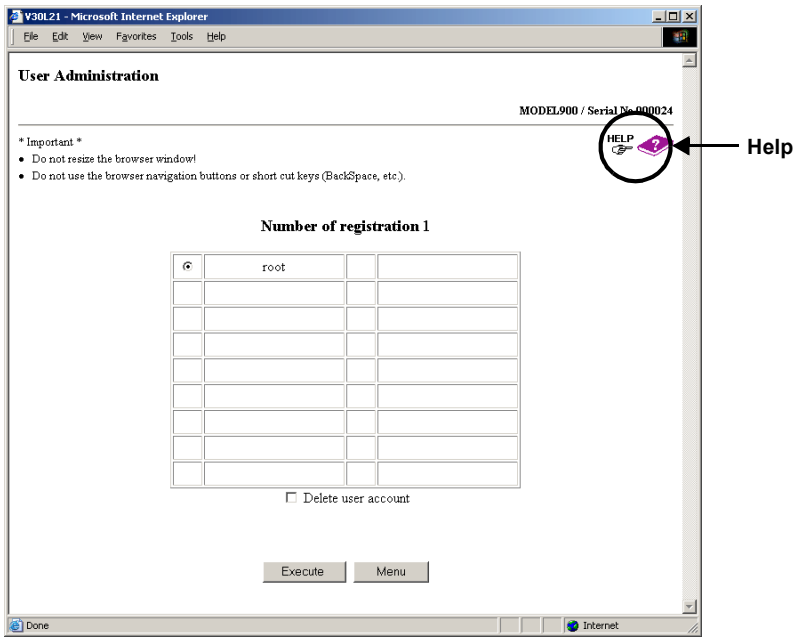 V30L21 - Microsoft Internet Explorer
File Edit View Favorites Tools Help
User Administration
MODEL900 / Serial No.000024
* Important *
HELP
Help
• Do not resize the browser window!
• Do not use the browser navigation buttons or short cut keys (BackSpace, etc.).
Number of registration 1
root
Delete user account
Execute Menu
Done Internet